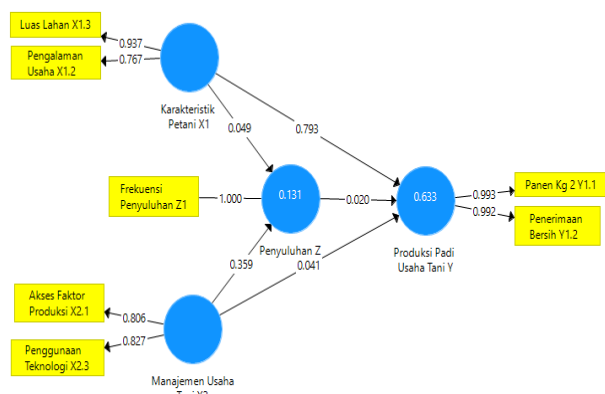 Luas Lahan X1.3
0.937
Pengalaman
Usaha X1.2
0.767
Karakteristik
Petani X1
0.049
0.793
Frekuensi
Penyuluhan Z1
1.000
0.131
Penyuluhan Z
0.020
0.633
Produksi Padi
Usaha Tani Y
0.993
Panen Kg 2 Y1.1
0.992
Penerimaan
Bersih Y1.2
0.359
0.041
Akses Faktor
Produksi X2.1
0.806
Penggunaan
Teknologi X2.3
0.827
Manajemen Usaha